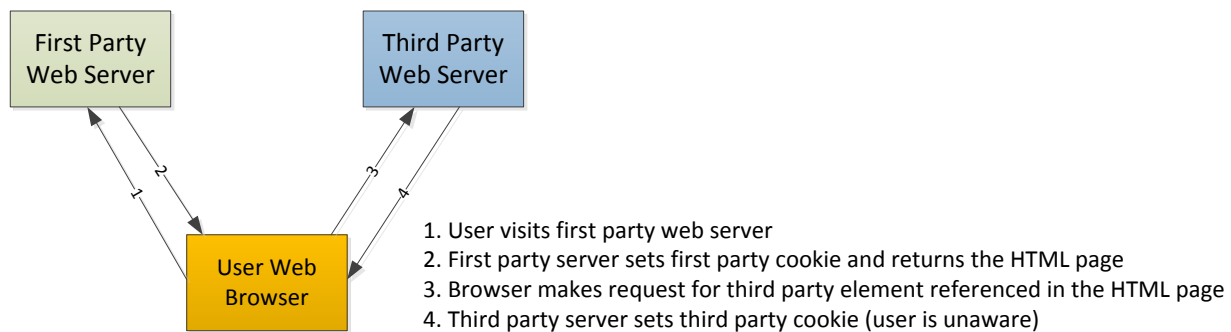 First Party
Web Server
Third Party
Web Server
1
2
3
4
User Web
Browser
1. User visits first party web server
2. First party server sets first party cookie and returns the HTML page
3. Browser makes request for third party element referenced in the HTML page
4. Third party server sets third party cookie (user is unaware)